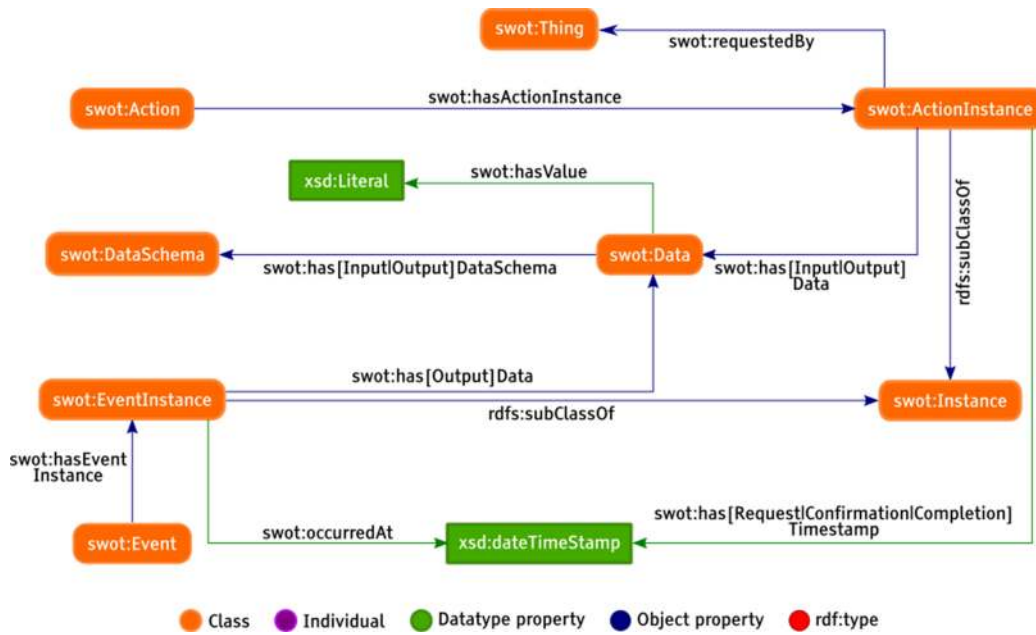 swot:Thing
swot:requestedBy
swot:Action
swot:hasActionInstance
swot:ActionInstance
xsd:Literal
swot:hasValue
rdfs:subClassOf
swot:DataSchema
swot:has[Input|Output]DataSchema
swot:Data
swot:has[Input|Output]
Data
swot:has[Output]Data
swot:EventInstance
rdfs:subClassOf
swot:Instance
swot:hasEvent
Instance
swot:Event
swot:occurredAt
xsd:dateTimeStamp
swot:has[Request|Confirmation|Completion]
Timestamp
Class
Individual
Datatype property
Object property
rdf:type